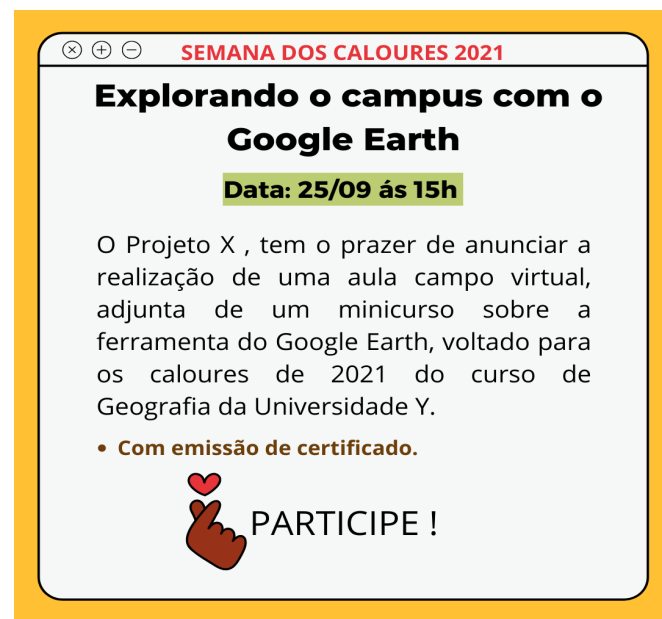 SEMANA DOS CALOURES 2021
Explorando o campus com o
Google Earth
Data: 25/09 ás 15h
O Projeto X , tem o prazer de anunciar a
realização de uma aula campo virtual,
adjunta de um minicurso sobre a
ferramenta do Google Earth, voltado para
os caloures de 2021 do curso de
Geografia da Universidade Y.
• Com emissão de certificado.
PARTICIPE !